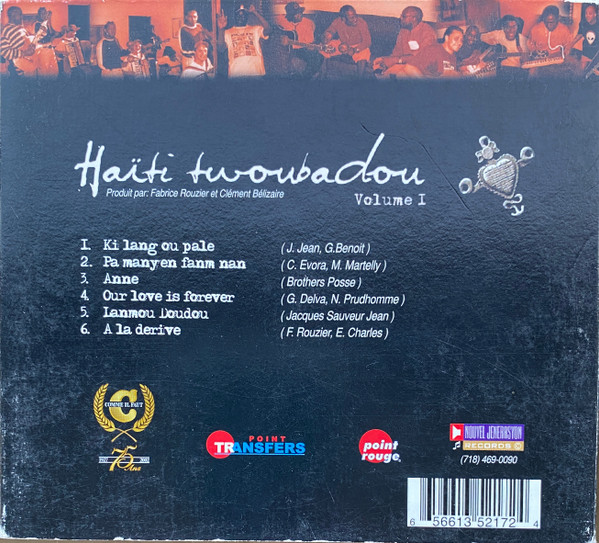 Haïti twoubadou
Produit par: Fabrice Rouzier et Clément Bélizaire
Volume I
1. Ki lang ou pale ( J. Jean, G.Benoit )
2. Pa manyen fanm nan ( C. Evora, M. Martelly )
3. Anne ( Brothers Posse )
4. Our love is forever ( G. Delva, N. Prudhomme )
5. Lanmou Doudou ( Jacques Sauveur Jean )
6. A la derive ( F. Rouzier, E. Charles )
COMME IL FAUT
C
75 Ans
POINT
TRANSFERS
point
rouge
NOUVEL JENERASYON
RECORDS
(718) 469-0090
6 56613 52172 4